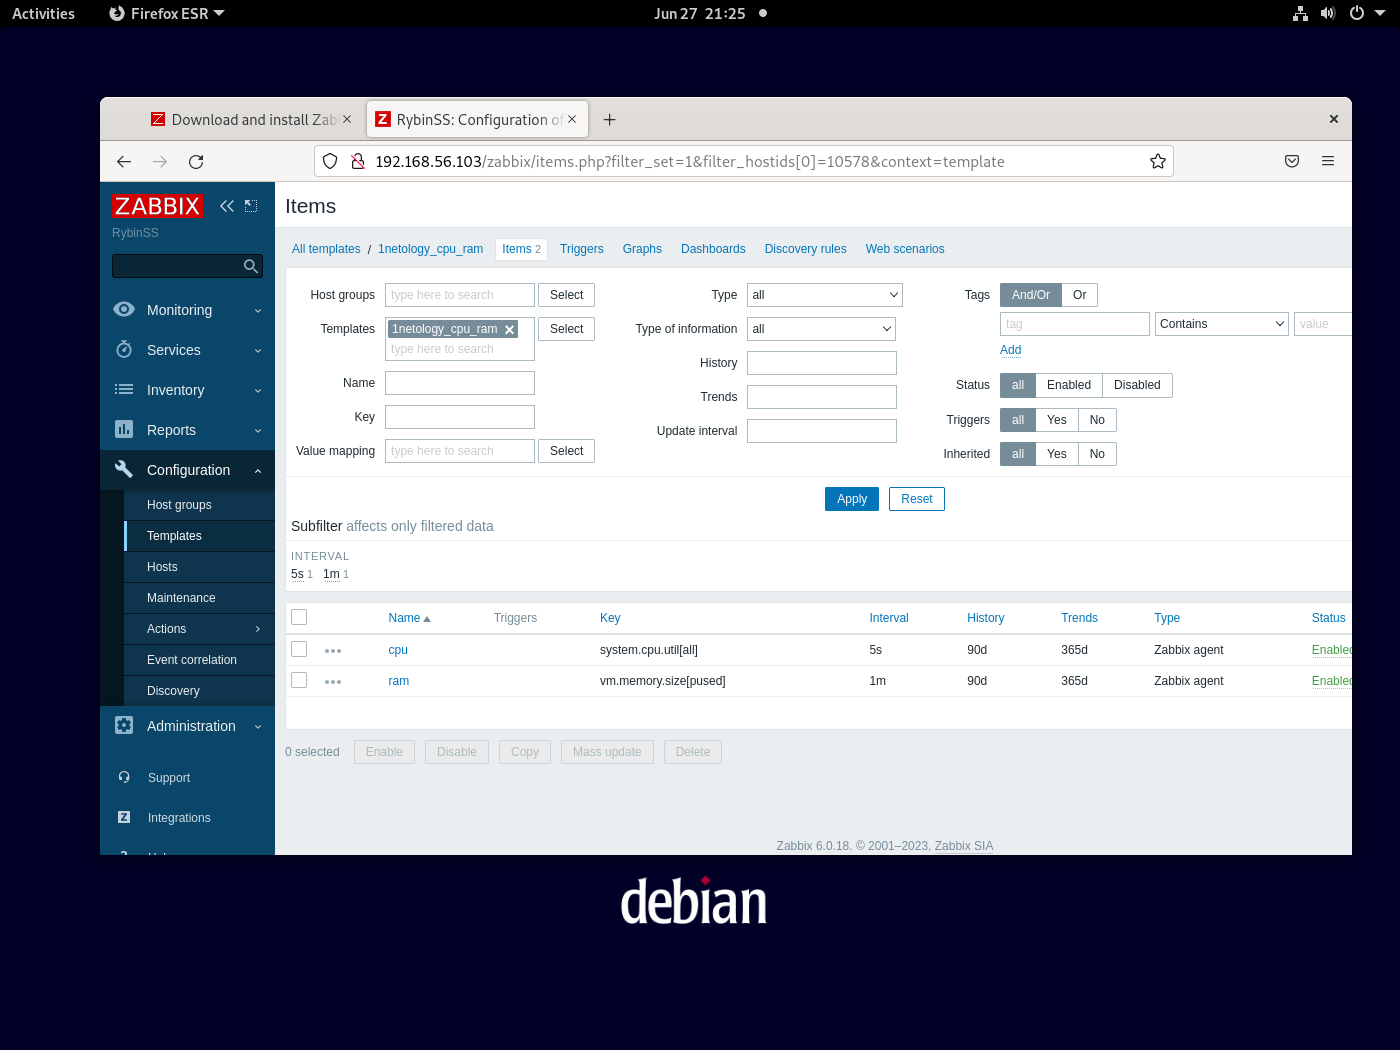 Activities Firefox ESR Jun 27 21:25
Download and install Zab
RybinSS: Configuration of
192.168.56.103/zabbix/items.php?filter_set=1&filter_hostids[0]=10578&context=template
ZABBIX
RybinSS
Monitoring
Services
Inventory
Reports
Configuration
Host groups
Templates
Hosts
Maintenance
Actions
Event correlation
Discovery
Administration
Support
Integrations
Items
All templates / 1netology_cpu_ram Items 2 Triggers Graphs Dashboards Discovery rules Web scenarios
Host groups type here to search Select
Templates 1netology_cpu_ram Select
type here to search
Name
Key
Value mapping type here to search Select
Type all
Type of information all
History
Trends
Update interval
Tags And/Or Or
tag Contains value
Add
Status all Enabled Disabled
Triggers all Yes No
Inherited all Yes No
Apply Reset
Subfilter affects only filtered data
INTERVAL
5s 1 1m 1
Name Triggers Key Interval History Trends Type Status
cpu system.cpu.util[all] 5s 90d 365d Zabbix agent Enabled
ram vm.memory.size[pused] 1m 90d 365d Zabbix agent Enabled
0 selected Enable Disable Copy Mass update Delete
Zabbix 6.0.18. © 2001–2023, Zabbix SIA
debian